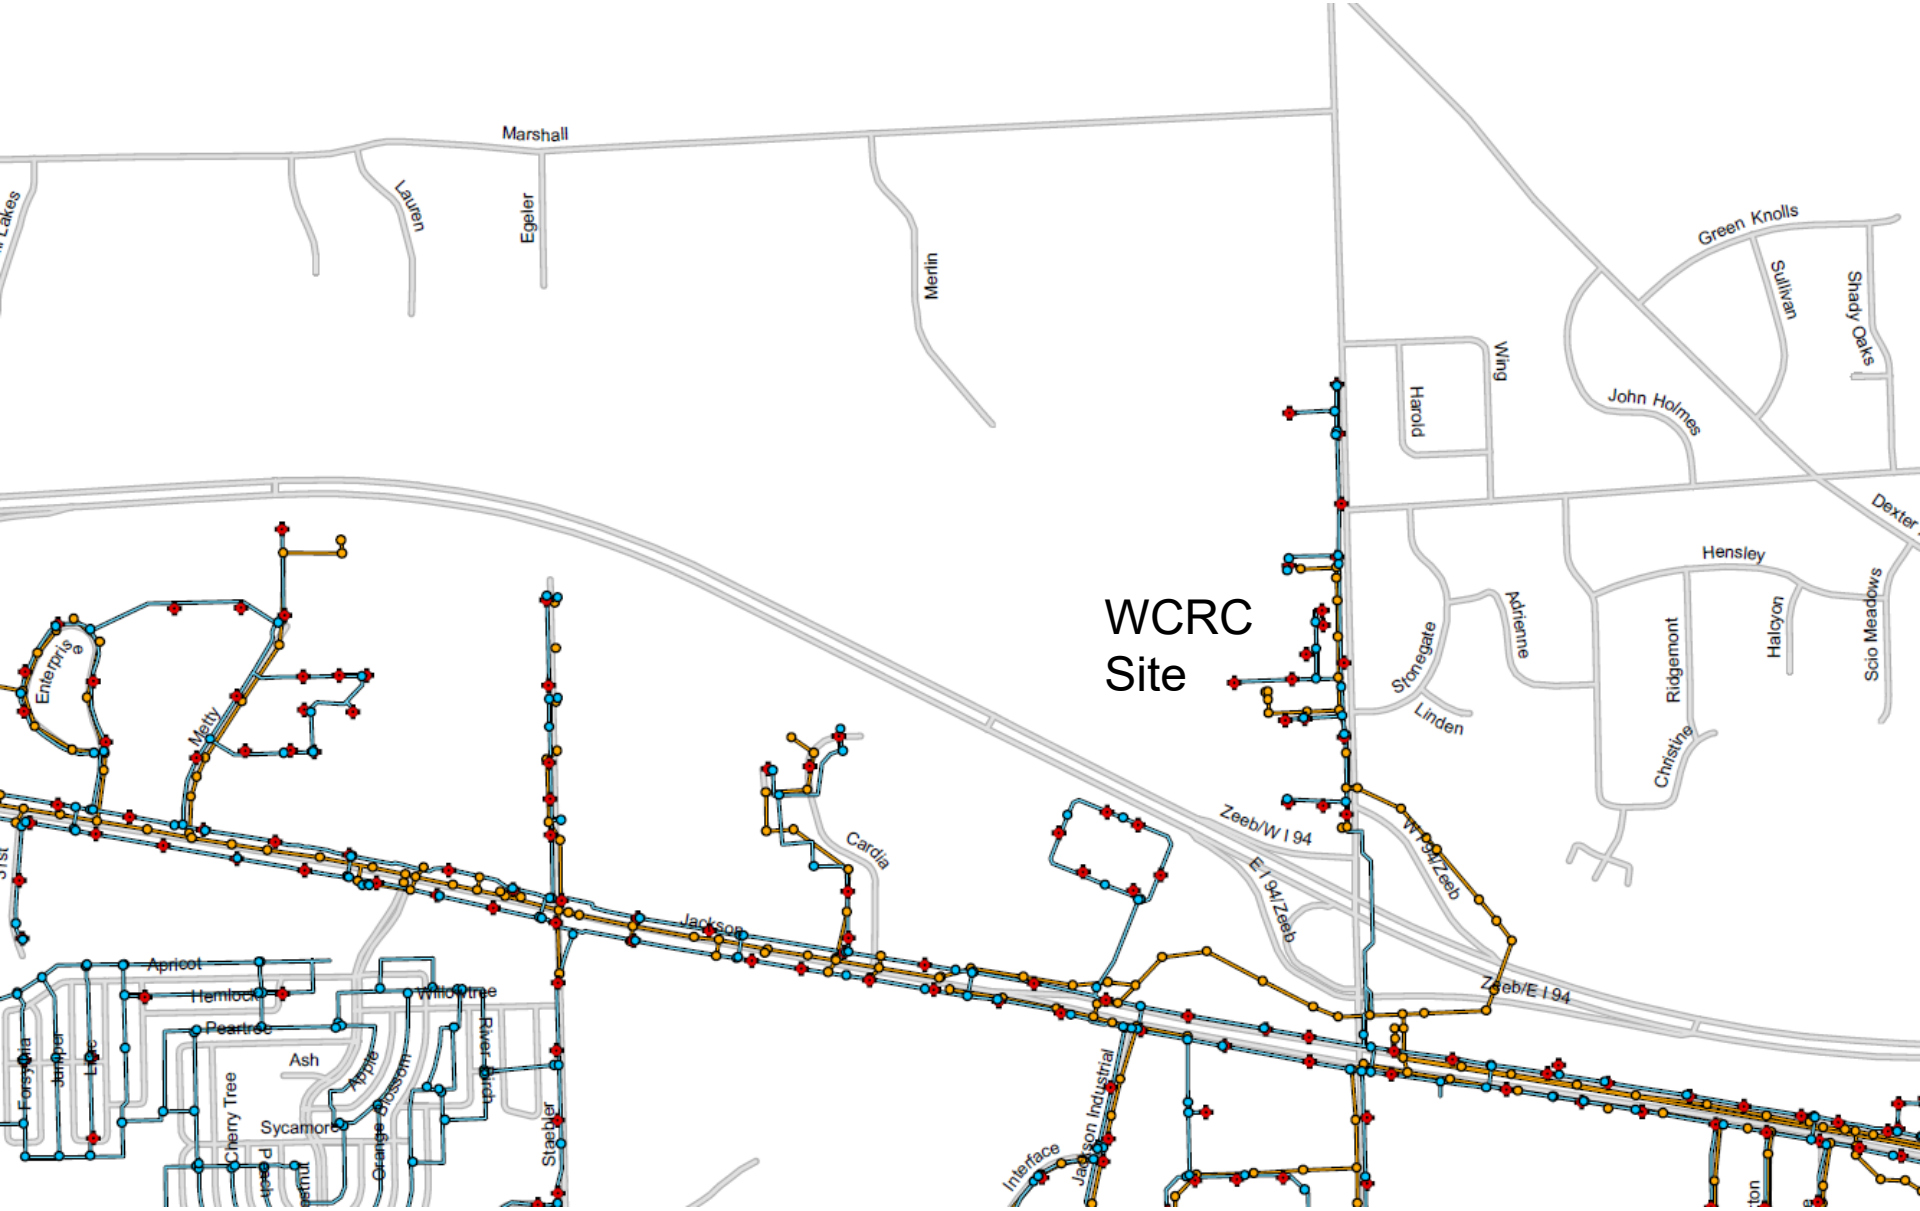 Marshall
Lakes
Lauren
Egeler
Merlin
Green Knolls
Sullivan
Shady Oaks
Wing
Harold
John Holmes
Dexter
Hensley
WCRC
Site
Adrienne
Stonegate
Linden
Ridgemont
Halcyon
Scio Meadows
Christine
Enterprise
Metty
Zeeb/W I 94
W I 94/Zeeb
E I 94/Zeeb
Zeeb/E I 94
Cardia
Jackson
Apricot
Hemlock
Willowtree
Peartree
Ash
Apple
Orange Blossom
River Birch
Forsythia
Juniper
Lilac
Cherry Tree
Sycamore
Peach
Staebler
Interface
Jackson Industrial